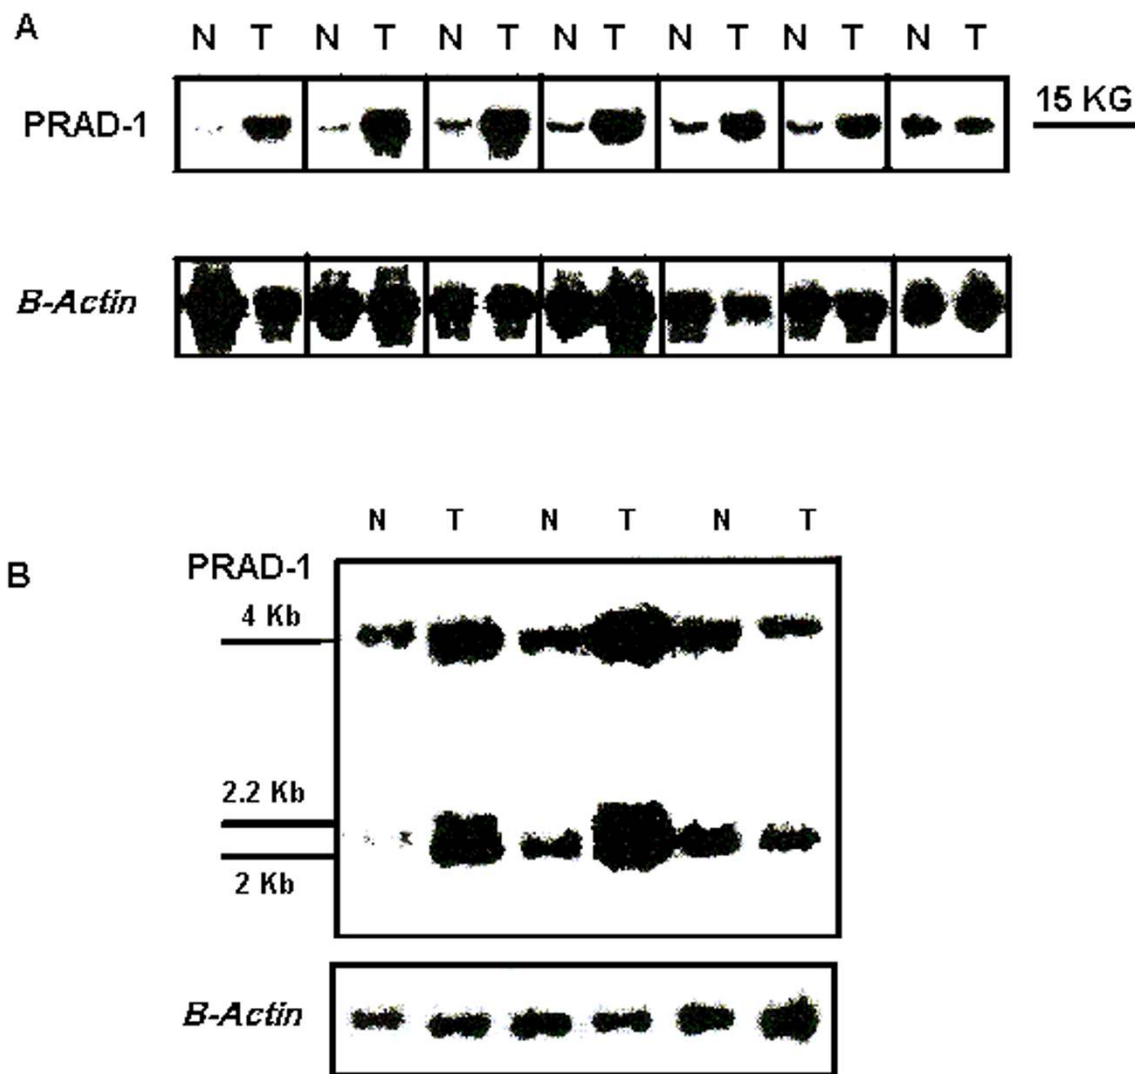 A
N T N T N T N T N T N T N T
PRAD-1
15 KG
B-Actin
N T N T N T
B
PRAD-1
4 Kb
2.2 Kb
2 Kb
B-Actin